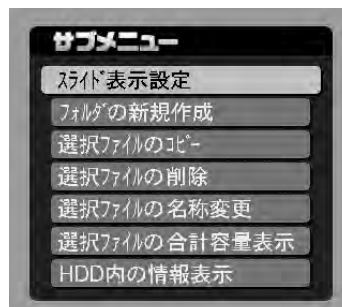 サブメニュー
ｽﾗｲﾄﾞ表示設定
ﾌｫﾙﾀﾞの新規作成
選択ﾌｧｲﾙのｺﾋﾟｰ
選択ﾌｧｲﾙの削除
選択ﾌｧｲﾙの名称変更
選択ﾌｧｲﾙの合計容量表示
HDD内の情報表示